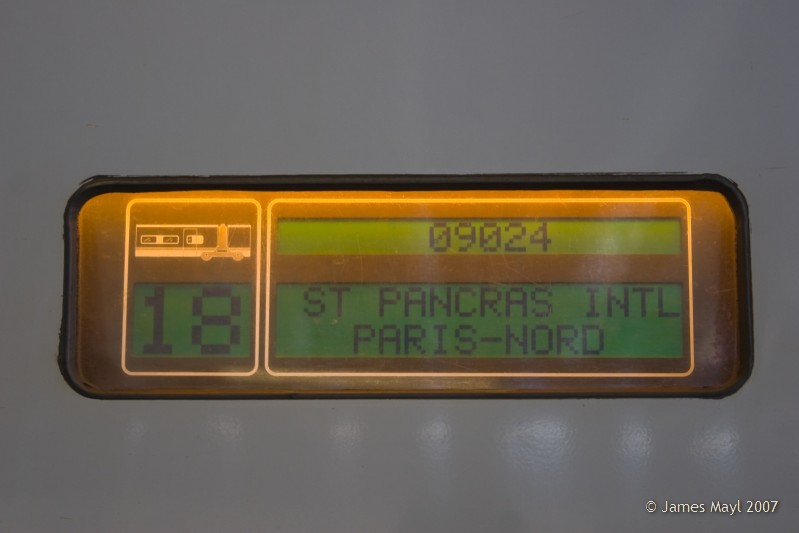 09024
18
ST PANCRAS INTL
PARIS-NORD
© James Mayl 2007